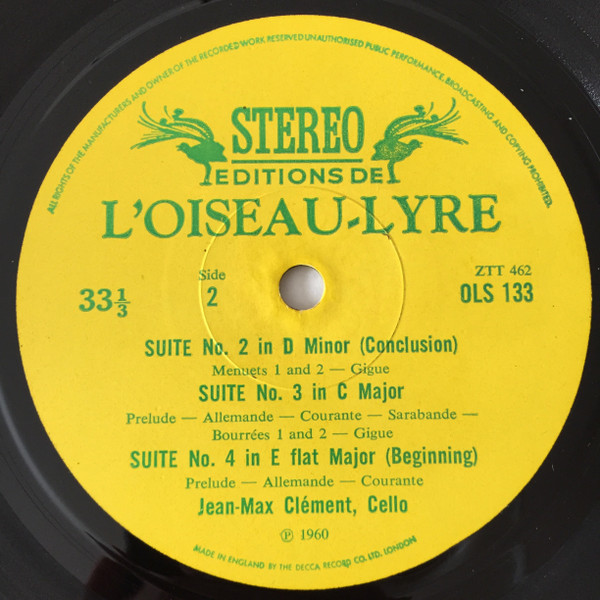 ALL RIGHTS OF THE MANUFACTURERS AND OWNER OF THE RECORDED WORK RESERVED UNAUTHORISED PUBLIC PERFORMANCE, BROADCASTING AND COPYING PROHIBITED.
STEREO
EDITIONS DE
L'OISEAU-LYRE
33⅓
Side
2
ZTT 462
OLS 133
SUITE No. 2 in D Minor (Conclusion)
Menuets 1 and 2 — Gigue
SUITE No. 3 in C Major
Prelude — Allemande — Courante — Sarabande —
Bourrées 1 and 2 — Gigue
SUITE No. 4 in E flat Major (Beginning)
Prelude — Allemande — Courante
Jean-Max Clément, Cello
℗ 1960
MADE IN ENGLAND BY THE DECCA RECORD CO. LTD. LONDON